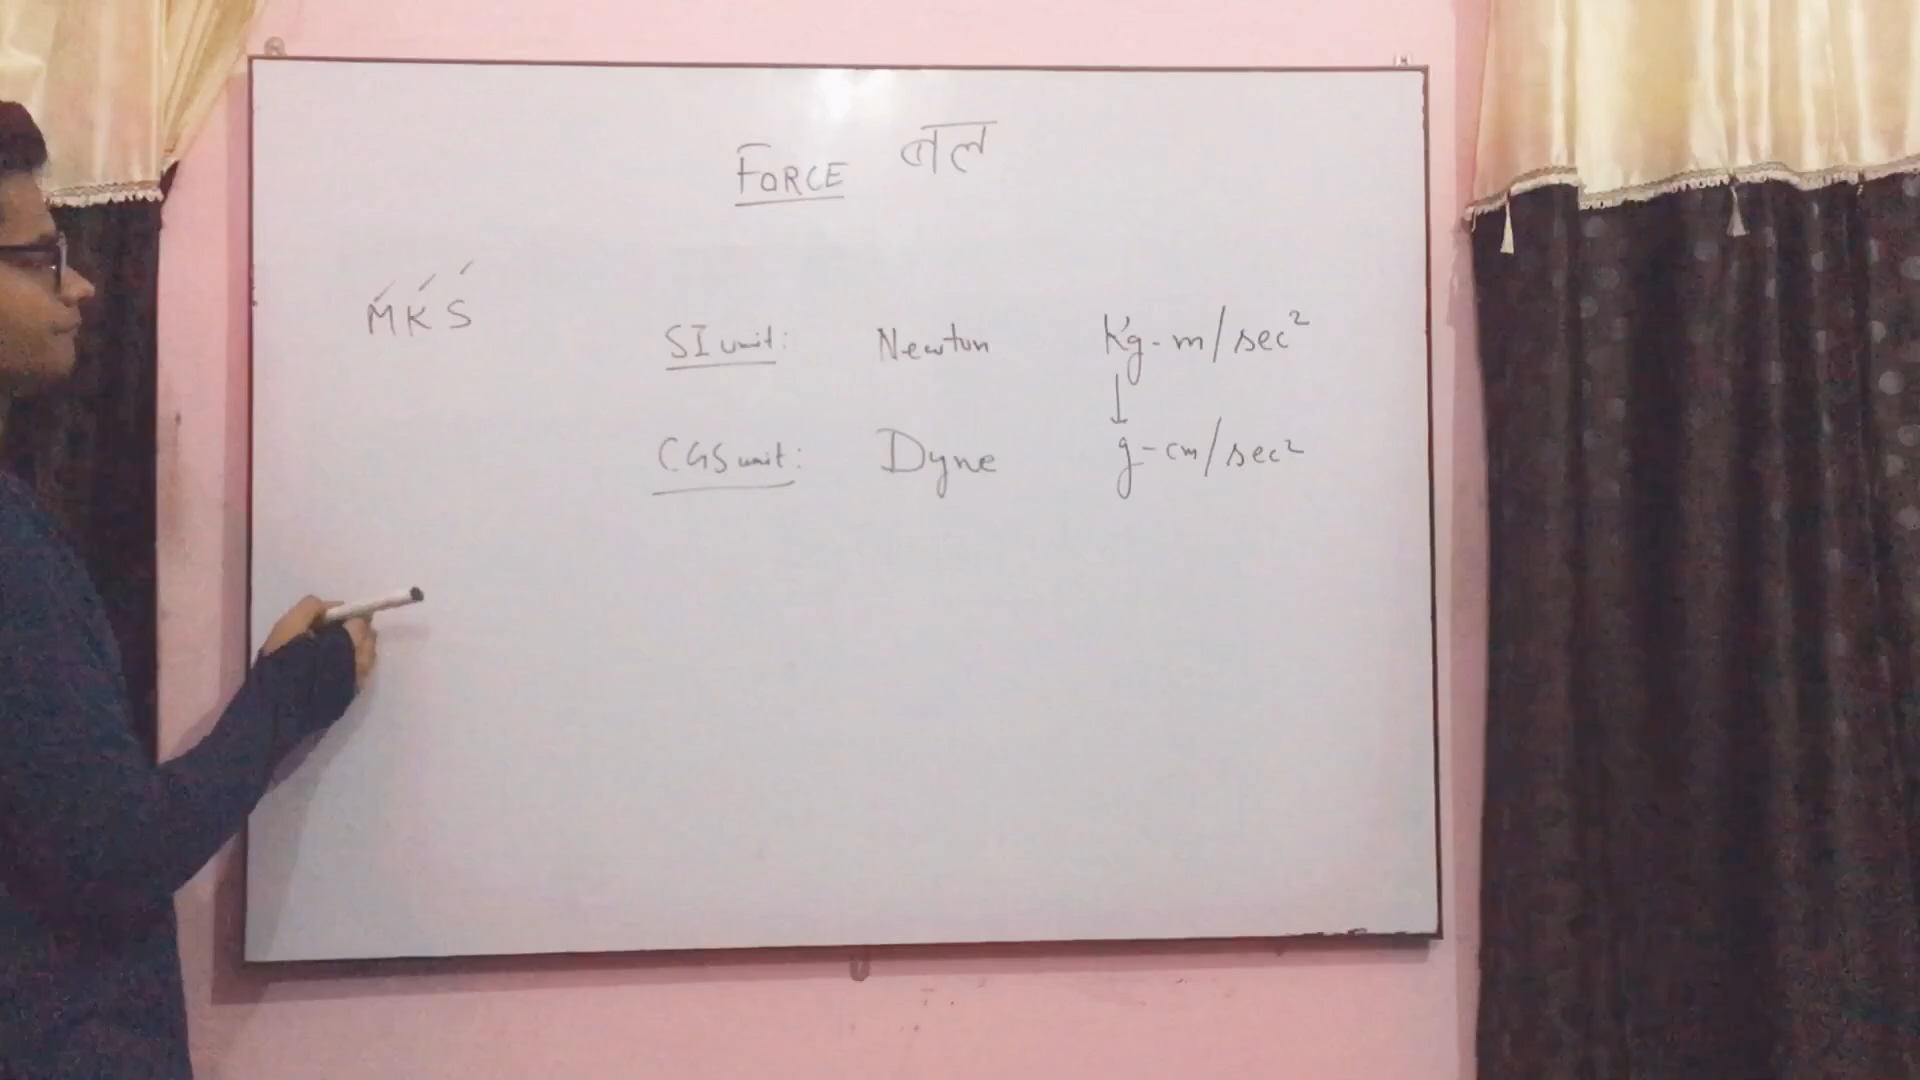 FORCE बल
MKS
SI unit: Newton Kg-m/sec²
↓
CGS unit: Dyne g-cm/sec²